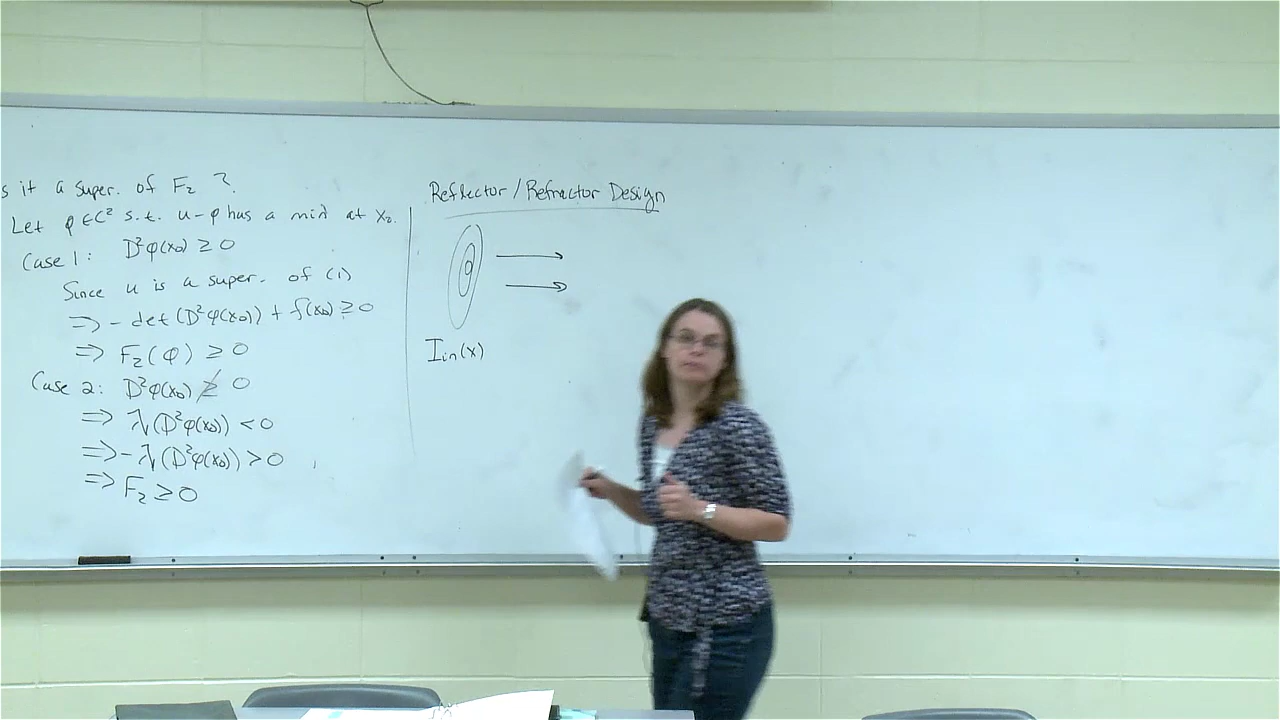 s it a super. of F₂ ?
Let φ∈C² s.t. u-φ has a min at x₀.
Case 1: D²φ(x₀) ≥ 0
Since u is a super. of (1)
⇒ - det(D²φ(x₀)) + f(x₀) ≥ 0
⇒ F₂(φ) ≥ 0
Case 2: D²φ(x₀) ≱ 0
⇒ λ₁(D²φ(x₀)) < 0
⇒ -λ₁(D²φ(x₀)) > 0
⇒ F₂ ≥ 0
Reflector/Refractor Design
I_in(x)